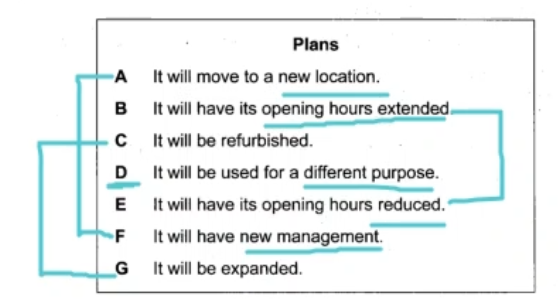 Plans
A It will move to a new location.
B It will have its opening hours extended
C It will be refurbished.
D It will be used for a different purpose.
E It will have its opening hours reduced.
F It will have new management.
G It will be expanded.